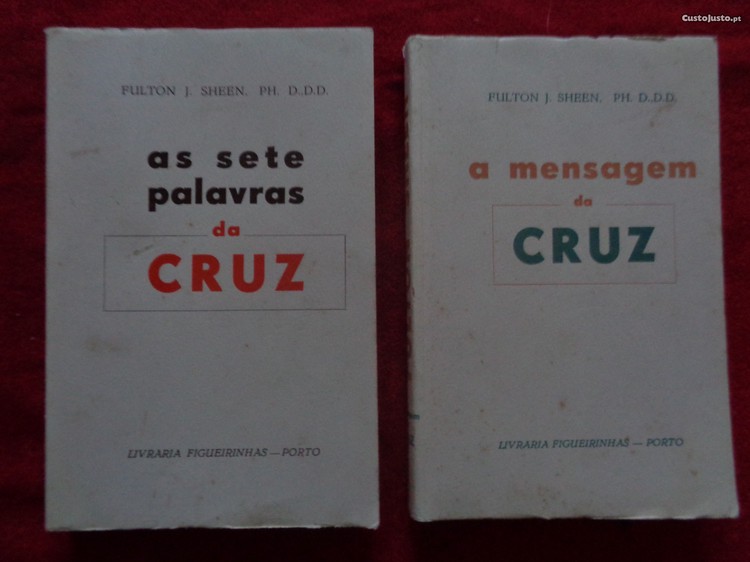 FULTON J. SHEEN, PH. D.,D.D.
as sete
palavras
da
CRUZ
LIVRARIA FIGUEIRINHAS — PORTO
FULTON J. SHEEN, PH. D.,D.D.
a mensagem
da
CRUZ
LIVRARIA FIGUEIRINHAS — PORTO
CustoJusto.pt